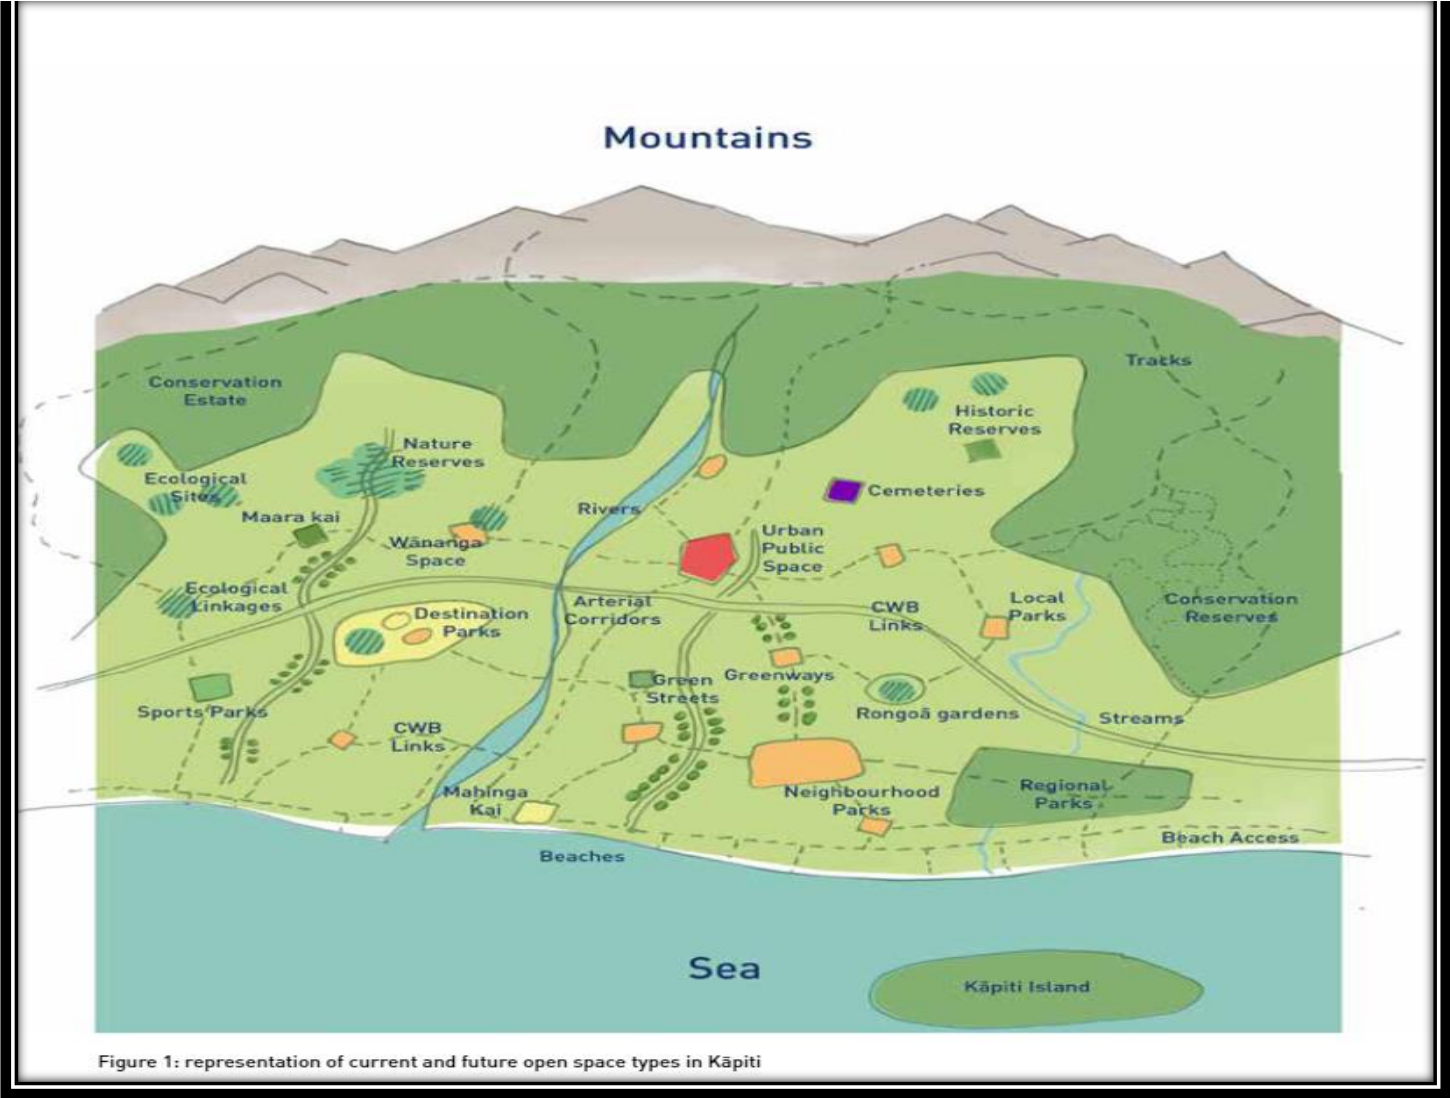 Mountains
Tracks
Conservation
Estate
Historic
Reserves
Nature
Reserves
Ecological
Sites
Cemeteries
Maara kai
Rivers
Wānanga
Space
Urban
Public
Space
Ecological
Linkages
Arterial
Corridors
Destination
Parks
CWB
Links
Local
Parks
Conservation
Reserves
Green
Streets
Greenways
Sports Parks
Rongoā gardens
Streams
CWB
Links
Mahinga
Kai
Neighbourhood
Parks
Regional
Parks
Beach Access
Beaches
Sea
Kāpiti Island
Figure 1: representation of current and future open space types in Kāpiti